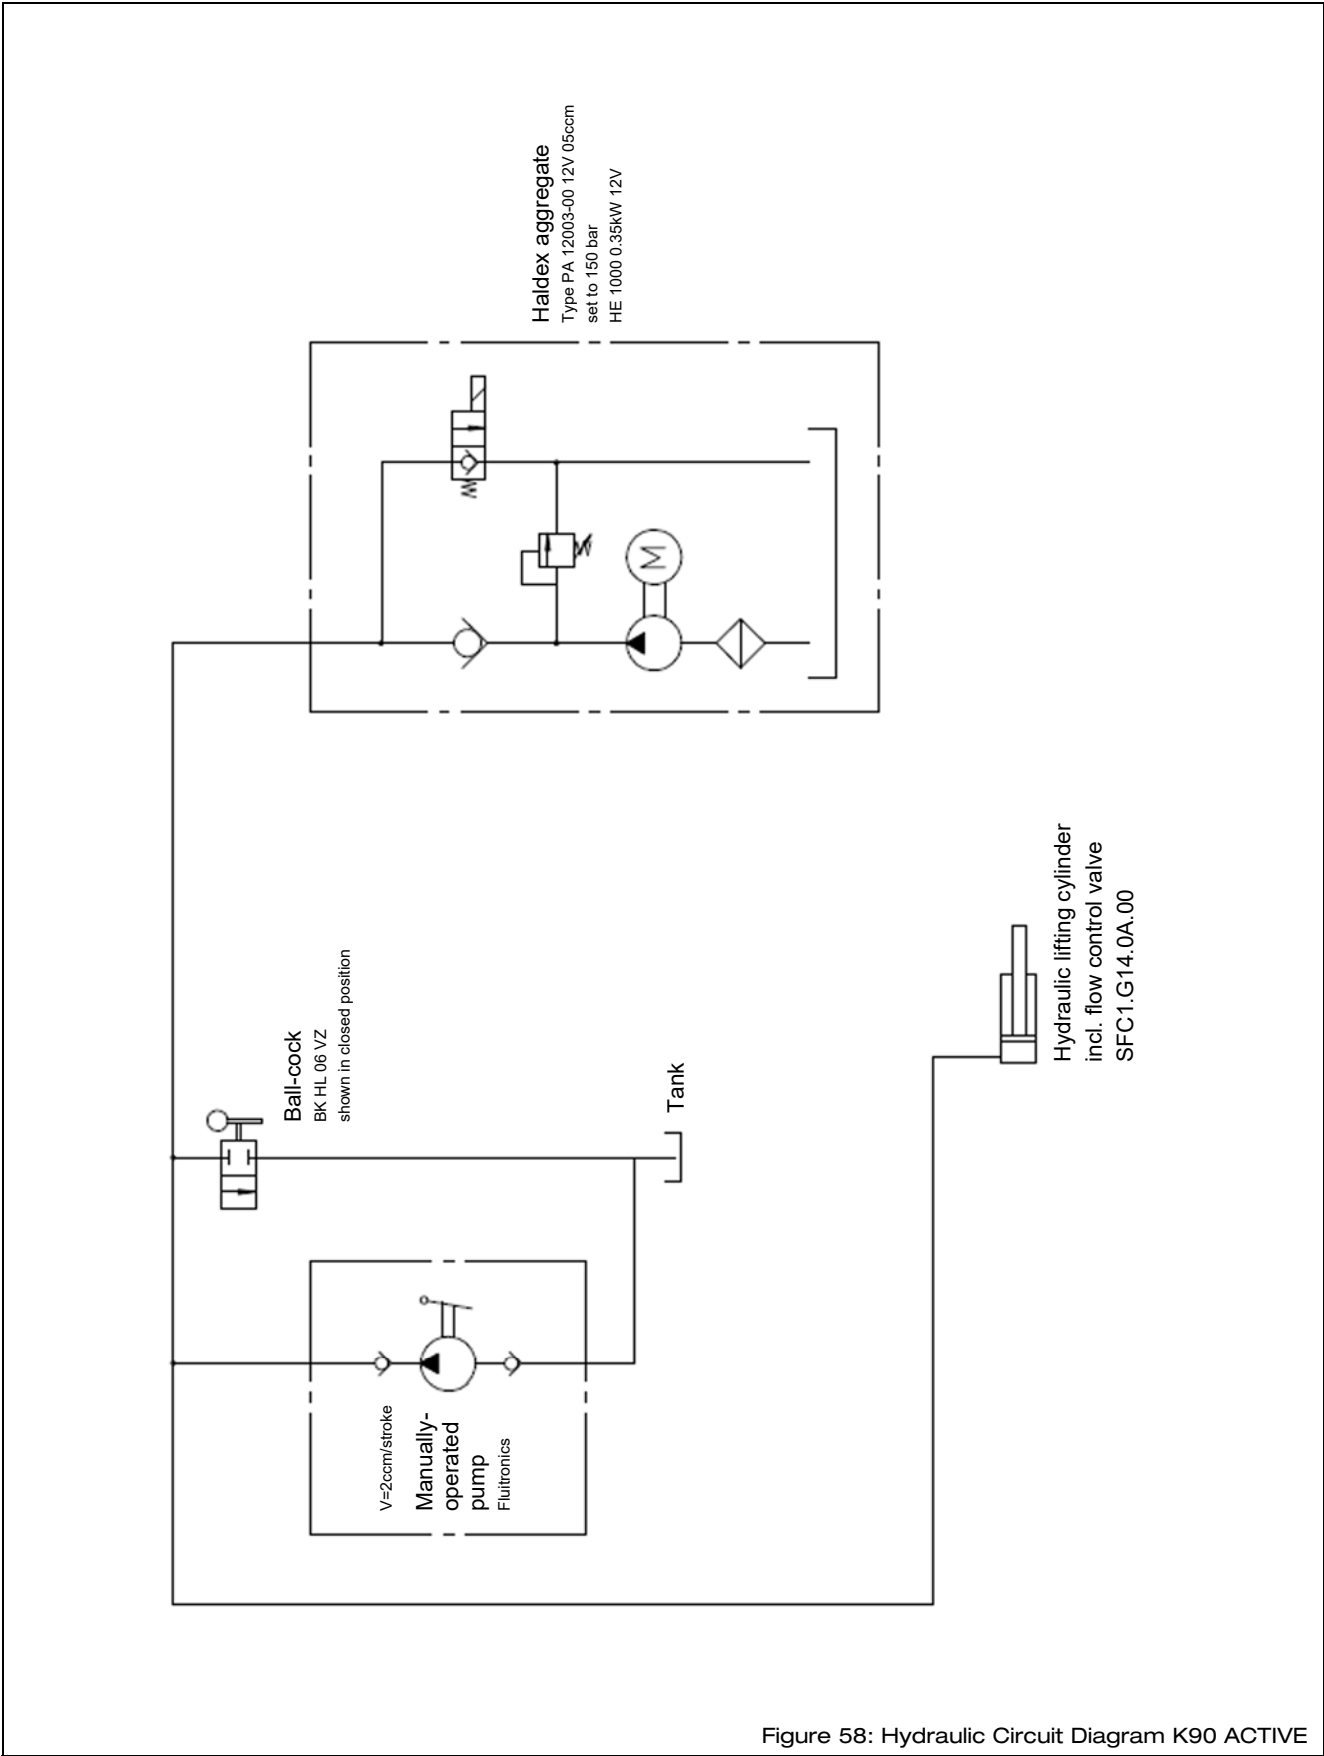 Haldex aggregate
Type PA 12003-00 12V 05ccm
set to 150 bar
HE 1000 0.35kW 12V
M
Ball-cock
BK HL 06 VZ
shown in closed position
Tank
V=2ccm/stroke
Manually-
operated
pump
Fluitronics
Hydraulic lifting cylinder
incl. flow control valve
SFC1.G14.0A.00
Figure 58: Hydraulic Circuit Diagram K90 ACTIVE